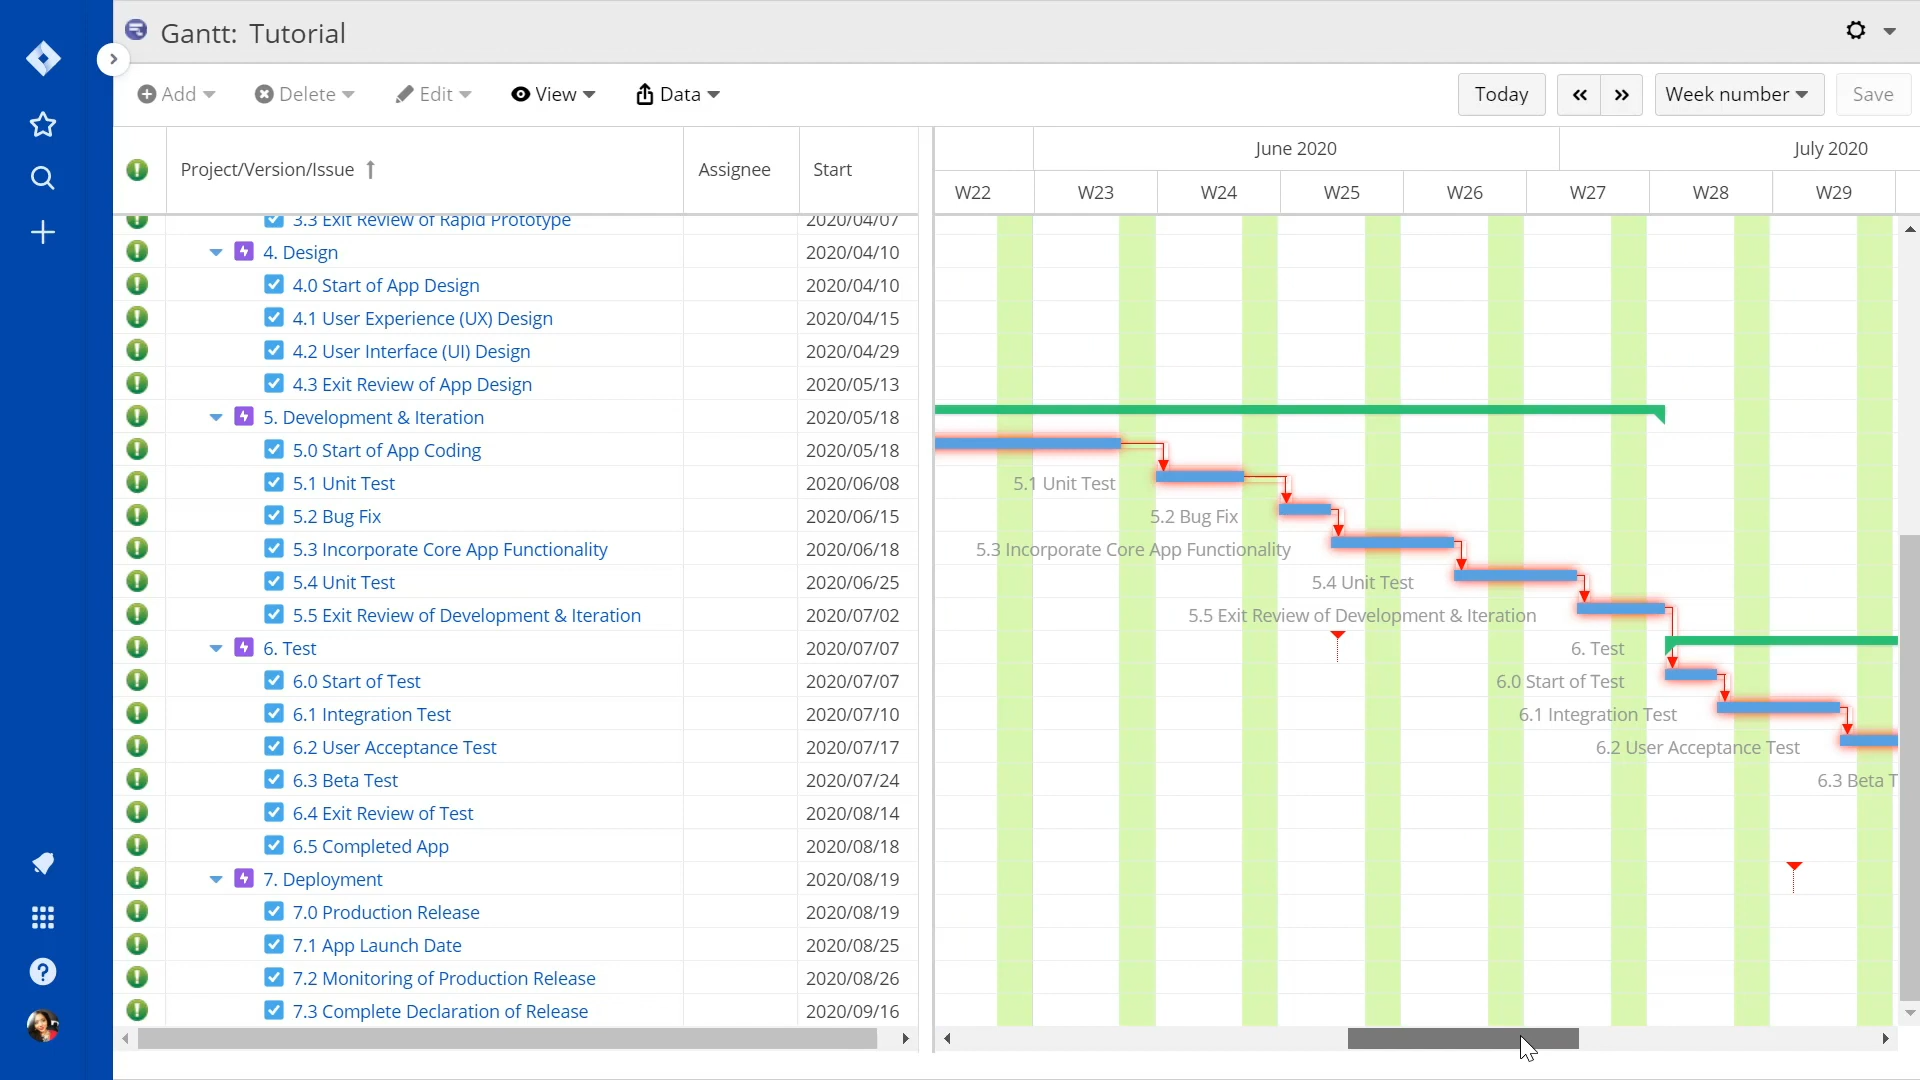 Gantt: Tutorial
Add Delete Edit View Data Today « » Week number Save
Project/Version/Issue Assignee Start
June 2020 July 2020
W22 W23 W24 W25 W26 W27 W28 W29
3.3 Exit Review of Rapid Prototype 2020/04/07
4. Design 2020/04/10
4.0 Start of App Design 2020/04/10
4.1 User Experience (UX) Design 2020/04/15
4.2 User Interface (UI) Design 2020/04/29
4.3 Exit Review of App Design 2020/05/13
5. Development & Iteration 2020/05/18
5.0 Start of App Coding 2020/05/18
5.1 Unit Test 2020/06/08 5.1 Unit Test
5.2 Bug Fix 2020/06/15 5.2 Bug Fix
5.3 Incorporate Core App Functionality 2020/06/18 5.3 Incorporate Core App Functionality
5.4 Unit Test 2020/06/25 5.4 Unit Test
5.5 Exit Review of Development & Iteration 2020/07/02 5.5 Exit Review of Development & Iteration
6. Test 2020/07/07 6. Test
6.0 Start of Test 2020/07/07 6.0 Start of Test
6.1 Integration Test 2020/07/10 6.1 Integration Test
6.2 User Acceptance Test 2020/07/17 6.2 User Acceptance Test
6.3 Beta Test 2020/07/24 6.3 Beta T
6.4 Exit Review of Test 2020/08/14
6.5 Completed App 2020/08/18
7. Deployment 2020/08/19
7.0 Production Release 2020/08/19
7.1 App Launch Date 2020/08/25
7.2 Monitoring of Production Release 2020/08/26
7.3 Complete Declaration of Release 2020/09/16